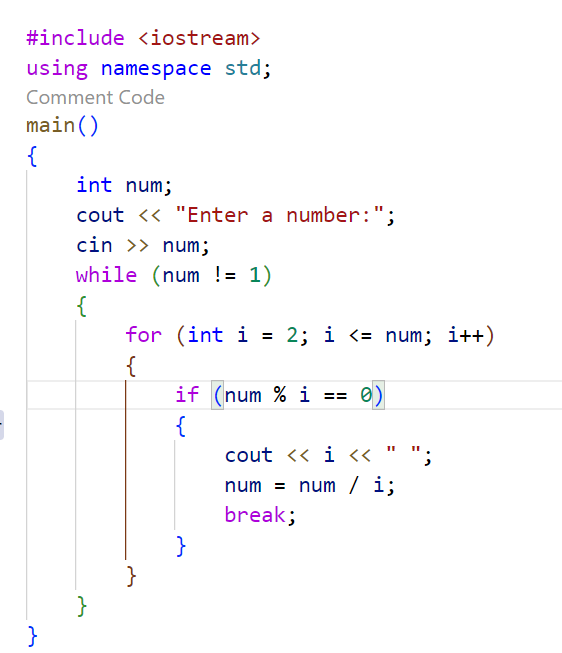 #include <iostream>
using namespace std;
Comment Code
main()
{
    int num;
    cout << "Enter a number:";
    cin >> num;
    while (num != 1)
    {
        for (int i = 2; i <= num; i++)
        {
            if (num % i == 0)
            {
                cout << i << " ";
                num = num / i;
                break;
            }
        }
    }
}